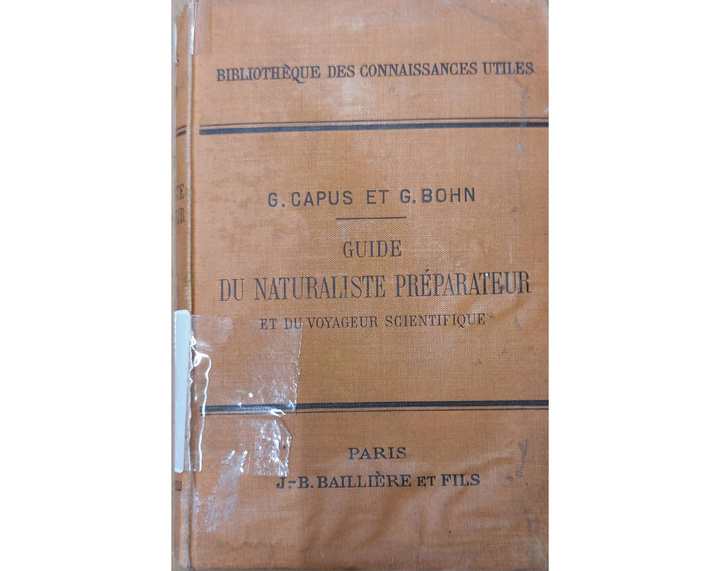 BIBLIOTHÈQUE DES CONNAISSANCES UTILES
G. CAPUS ET G. BOHN
GUIDE
DU NATURALISTE PRÉPARATEUR
ET DU VOYAGEUR SCIENTIFIQUE
PARIS
J.-B. BAILLIÈRE ET FILS